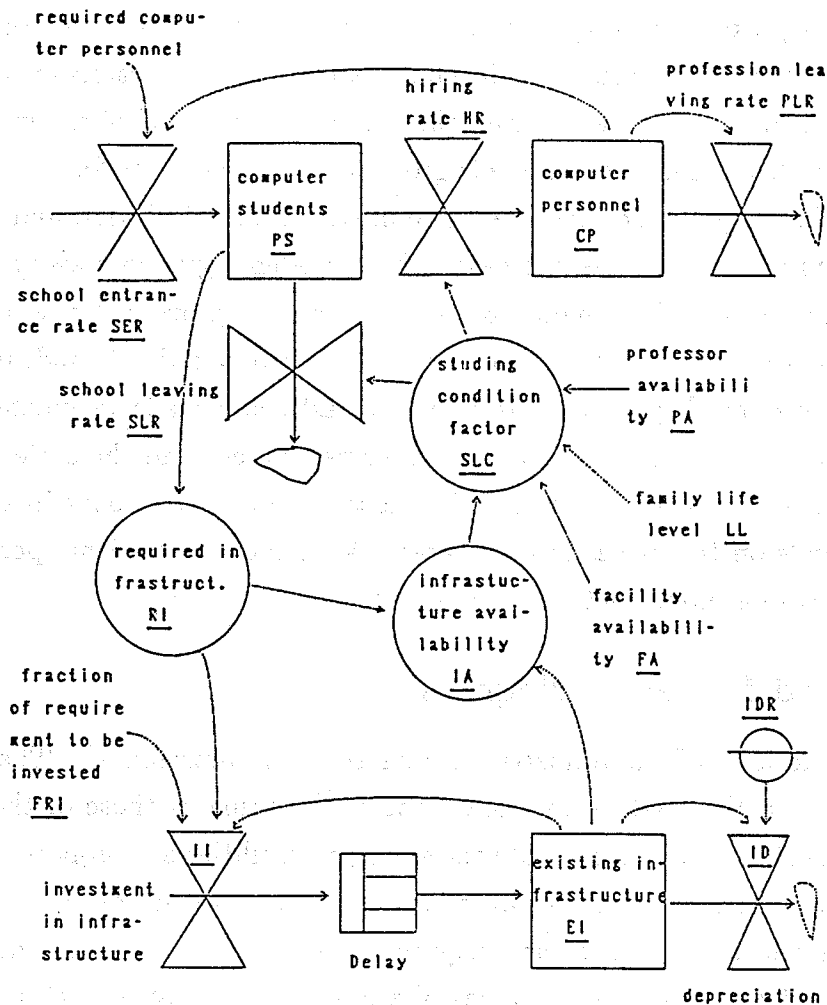 required compu-
ter personnel
hiring
rate HR
profession lea
ving rate PLR
computer
students
PS
computer
personnel
CP
school entran-
ce rate SER
school leaving
rate SLR
studing
condition
factor
SLC
professor
availabili
ty PA
family life
level LL
facility
availabili-
ty FA
required in
frastruct.
RI
infrastuc-
ture avai-
lability
IA
fraction
of require
ment to be
invested
FRI
IDR
II
investment
in infra-
structure
Delay
existing in-
frastructure
EI
ID
depreciation